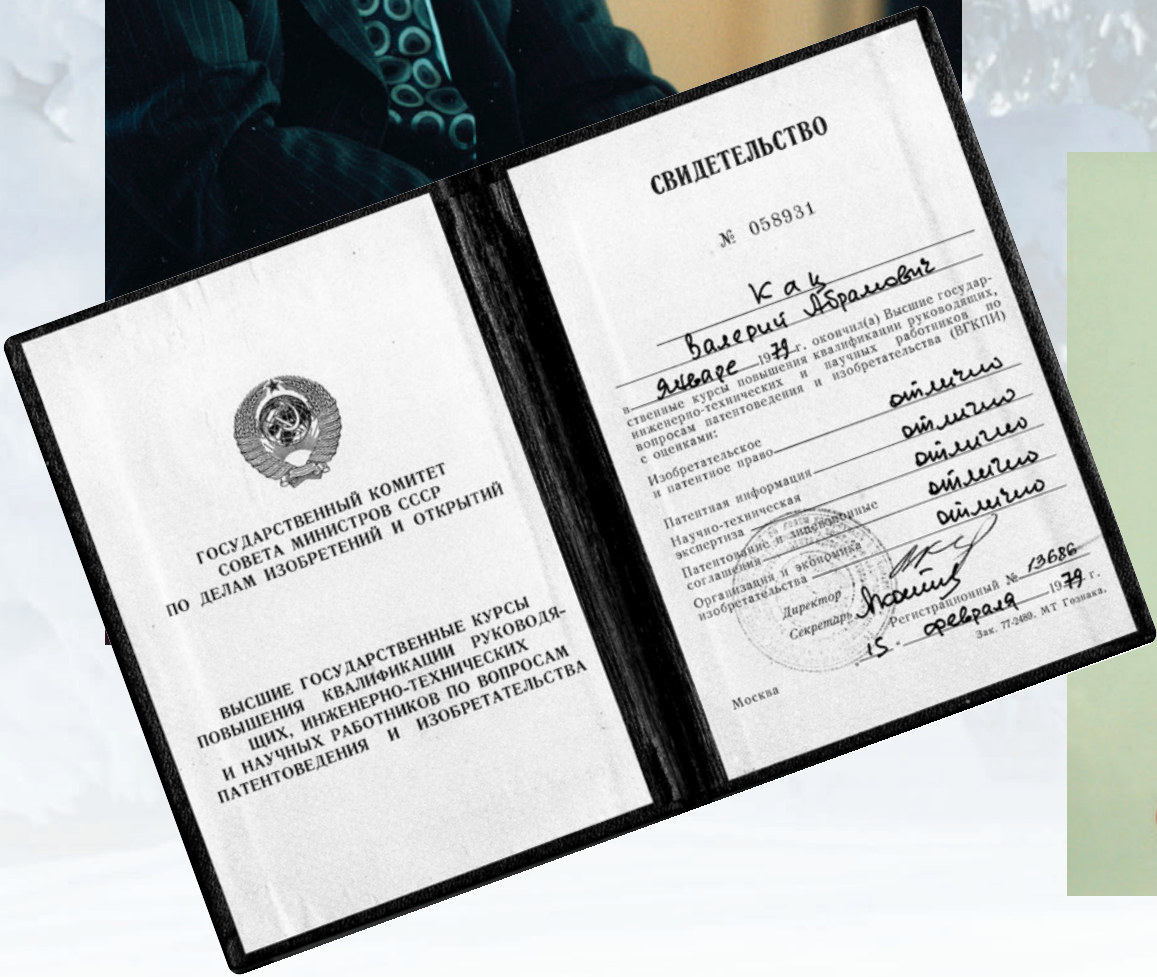 ГОСУДАРСТВЕННЫЙ КОМИТЕТ
СОВЕТА МИНИСТРОВ СССР
ПО ДЕЛАМ ИЗОБРЕТЕНИЙ И ОТКРЫТИЙ
ВЫСШИЕ ГОСУДАРСТВЕННЫЕ КУРСЫ
ПОВЫШЕНИЯ КВАЛИФИКАЦИИ РУКОВОДЯ-
ЩИХ, ИНЖЕНЕРНО-ТЕХНИЧЕСКИХ
И НАУЧНЫХ РАБОТНИКОВ ПО ВОПРОСАМ
ПАТЕНТОВЕДЕНИЯ И ИЗОБРЕТАТЕЛЬСТВА
СВИДЕТЕЛЬСТВО
№ 058931
Кац
Валерий Абрамович
в январе 1979 г. окончил(а) Высшие государ-
ственные курсы повышения квалификации руководящих,
инженерно-технических и научных работников по
вопросам патентоведения и изобретательства (ВГКПИ)
с оценками:
Изобретательское
и патентное право отлично
Патентная информация отлично
Научно-техническая
экспертиза отлично
Патентование и лицензионные
соглашения отлично
Организация и экономика
изобретательства отлично
Директор
Секретарь
Регистрационный № 13686
15 февраля 1979 г.
Зак. 77-2489. МТ Гознака.
Москва